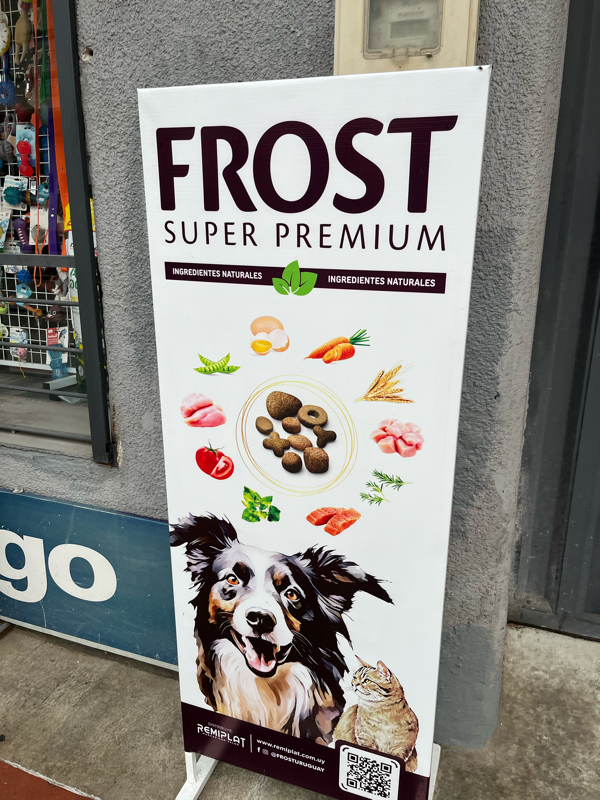 FROST
SUPER PREMIUM
INGREDIENTES NATURALES INGREDIENTES NATURALES
go
REMIPLAT
www.remiplat.com.uy
@FROSTURUGUAY